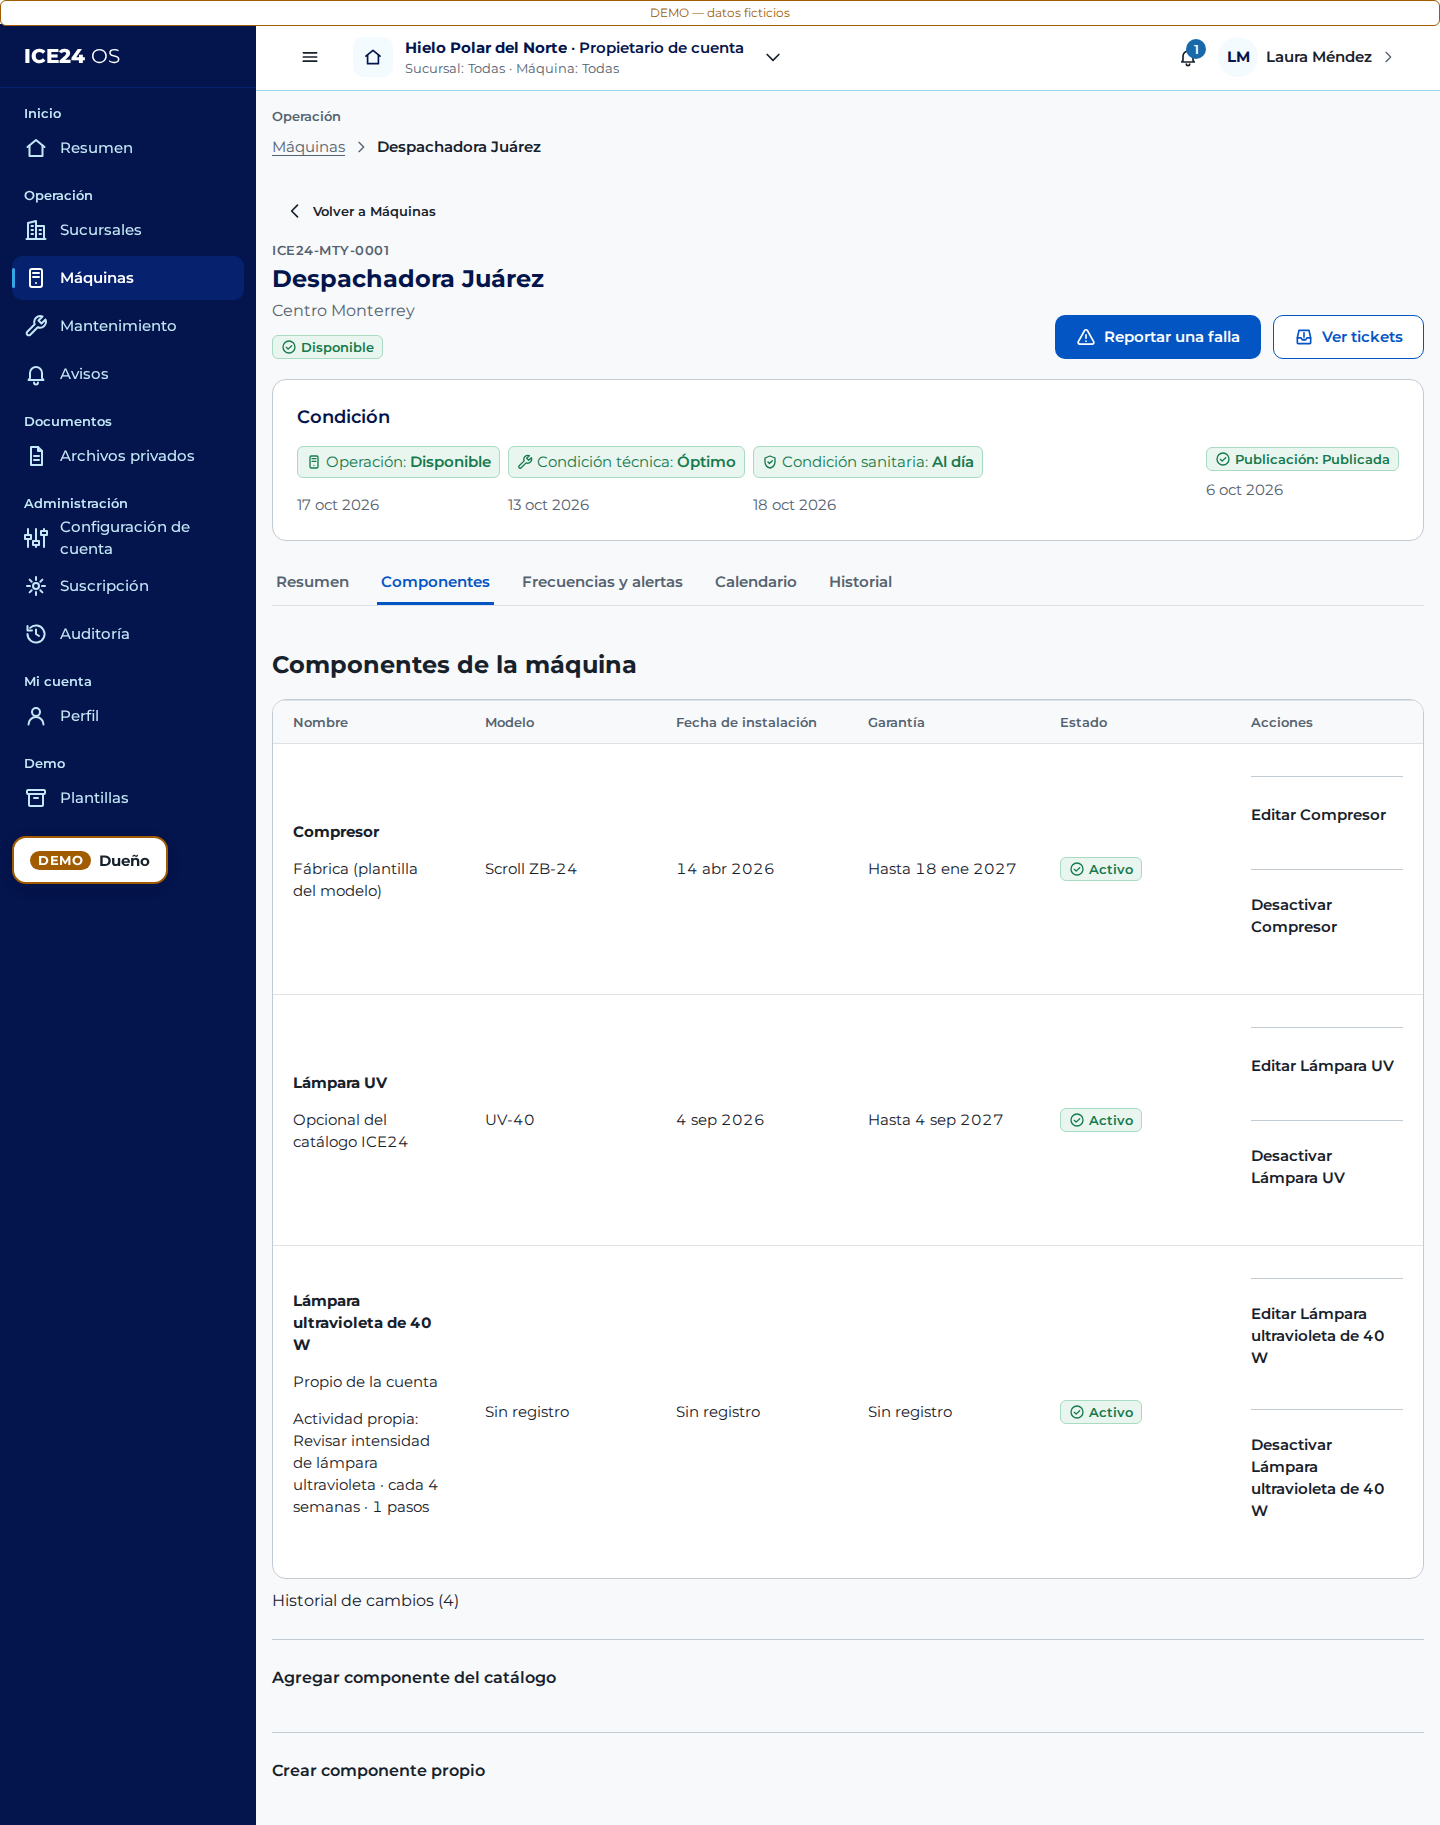 DEMO — datos ficticios
ICE24 OS
Inicio
Resumen
Operación
Sucursales
Máquinas
Mantenimiento
Avisos
Documentos
Archivos privados
Administración
Configuración de
cuenta
Suscripción
Auditoría
Mi cuenta
Perfil
Demo
Plantillas
DEMO Dueño
Hielo Polar del Norte · Propietario de cuenta
Sucursal: Todas · Máquina: Todas
1
LM Laura Méndez
Operación
Máquinas Despachadora Juárez
Volver a Máquinas
ICE24-MTY-0001
Despachadora Juárez
Centro Monterrey
Disponible
Reportar una falla
Ver tickets
Condición
Operación: Disponible
17 oct 2026
Condición técnica: Óptimo
13 oct 2026
Condición sanitaria: Al día
18 oct 2026
Publicación: Publicada
6 oct 2026
Resumen Componentes Frecuencias y alertas Calendario Historial
Componentes de la máquina
Nombre Modelo Fecha de instalación Garantía Estado Acciones
Compresor
Fábrica (plantilla
del modelo)
Scroll ZB-24
14 abr 2026
Hasta 18 ene 2027
Activo
Editar Compresor
Desactivar
Compresor
Lámpara UV
Opcional del
catálogo ICE24
UV-40
4 sep 2026
Hasta 4 sep 2027
Activo
Editar Lámpara UV
Desactivar
Lámpara UV
Lámpara
ultravioleta de 40
W
Propio de la cuenta
Actividad propia:
Revisar intensidad
de lámpara
ultravioleta · cada 4
semanas · 1 pasos
Sin registro
Sin registro
Sin registro
Activo
Editar Lámpara
ultravioleta de 40
W
Desactivar
Lámpara
ultravioleta de 40
W
Historial de cambios (4)
Agregar componente del catálogo
Crear componente propio